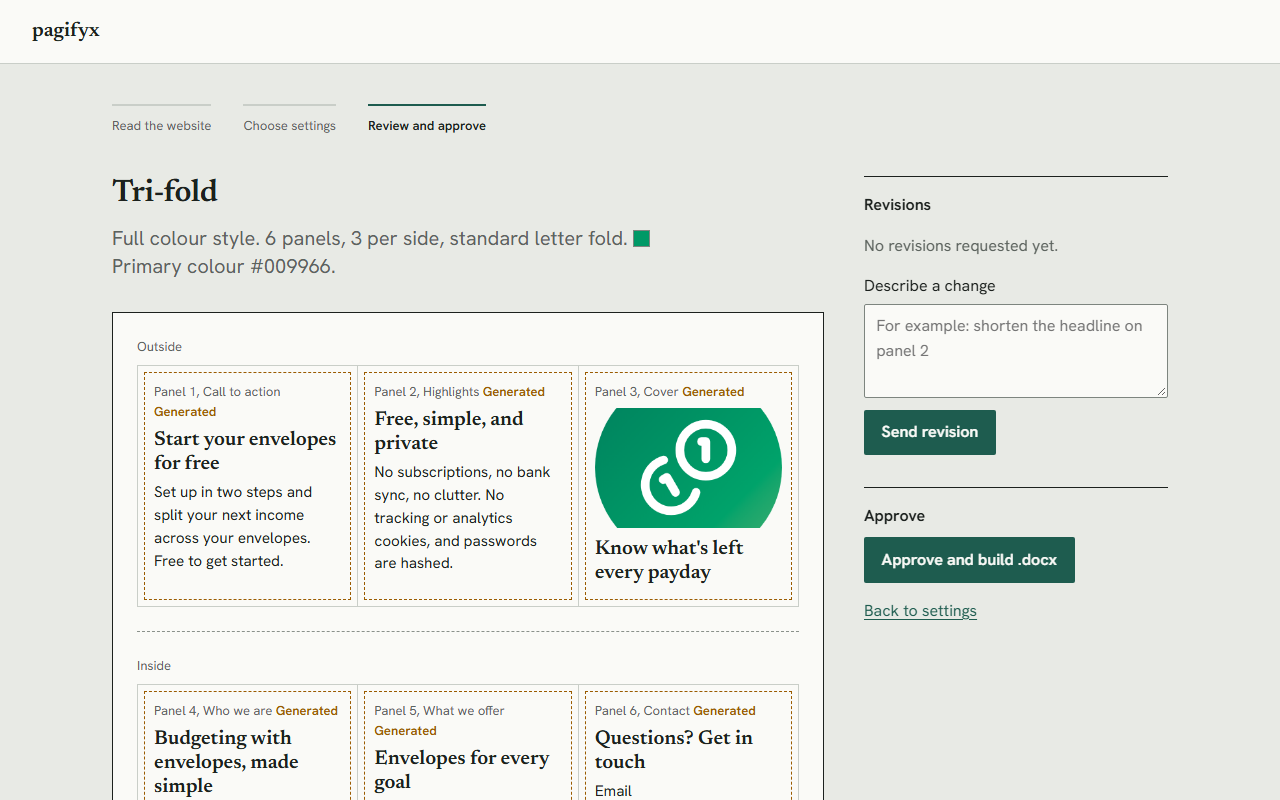 pagifyx
Read the website
Choose settings
Review and approve
Tri-fold
Full colour style. 6 panels, 3 per side, standard letter fold.
Primary colour #009966.
Outside
Panel 1, Call to action
Generated
Start your envelopes
for free
Set up in two steps and
split your next income
across your envelopes.
Free to get started.
Panel 2, Highlights Generated
Free, simple, and
private
No subscriptions, no bank
sync, no clutter. No
tracking or analytics
cookies, and passwords
are hashed.
Panel 3, Cover Generated
1
1
Know what's left
every payday
Inside
Panel 4, Who we are Generated
Budgeting with
envelopes, made
simple
Panel 5, What we offer
Generated
Envelopes for every
goal
Panel 6, Contact Generated
Questions? Get in
touch
Email
Revisions
No revisions requested yet.
Describe a change
For example: shorten the headline on
panel 2
Send revision
Approve
Approve and build .docx
Back to settings